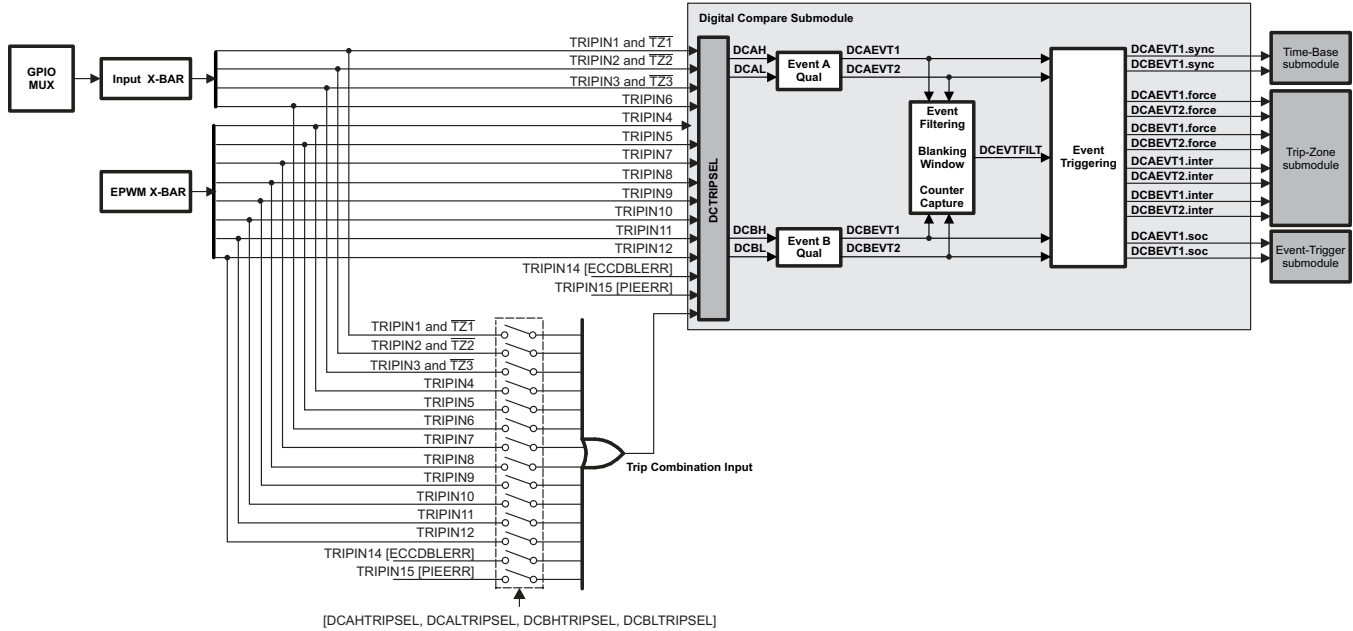 GPIO
MUX
Input X-BAR
EPWM X-BAR
TRIPIN1 and TZ1
TRIPIN2 and TZ2
TRIPIN3 and TZ3
TRIPIN6
TRIPIN4
TRIPIN5
TRIPIN7
TRIPIN8
TRIPIN9
TRIPIN10
TRIPIN11
TRIPIN12
TRIPIN14 [ECCDBLERR]
TRIPIN15 [PIEERR]
Digital Compare Submodule
DCTRIPSEL
DCAH
DCAL
Event A
Qual
DCAEVT1
DCAEVT2
Event
Filtering
Blanking
Window
Counter
Capture
DCEVTFILT
DCBH
DCBL
Event B
Qual
DCBEVT1
DCBEVT2
Event
Triggering
DCAEVT1.sync
DCBEVT1.sync
DCAEVT1.force
DCAEVT2.force
DCBEVT1.force
DCBEVT2.force
DCAEVT1.inter
DCAEVT2.inter
DCBEVT1.inter
DCBEVT2.inter
DCAEVT1.soc
DCBEVT1.soc
Time-Base
submodule
Trip-Zone
submodule
Event-Trigger
submodule
TRIPIN1 and TZ1
TRIPIN2 and TZ2
TRIPIN3 and TZ3
TRIPIN4
TRIPIN5
TRIPIN6
TRIPIN7
TRIPIN8
TRIPIN9
TRIPIN10
TRIPIN11
TRIPIN12
TRIPIN14 [ECCDBLERR]
TRIPIN15 [PIEERR]
Trip Combination Input
[DCAHTRIPSEL, DCALTRIPSEL, DCBHTRIPSEL, DCBLTRIPSEL]